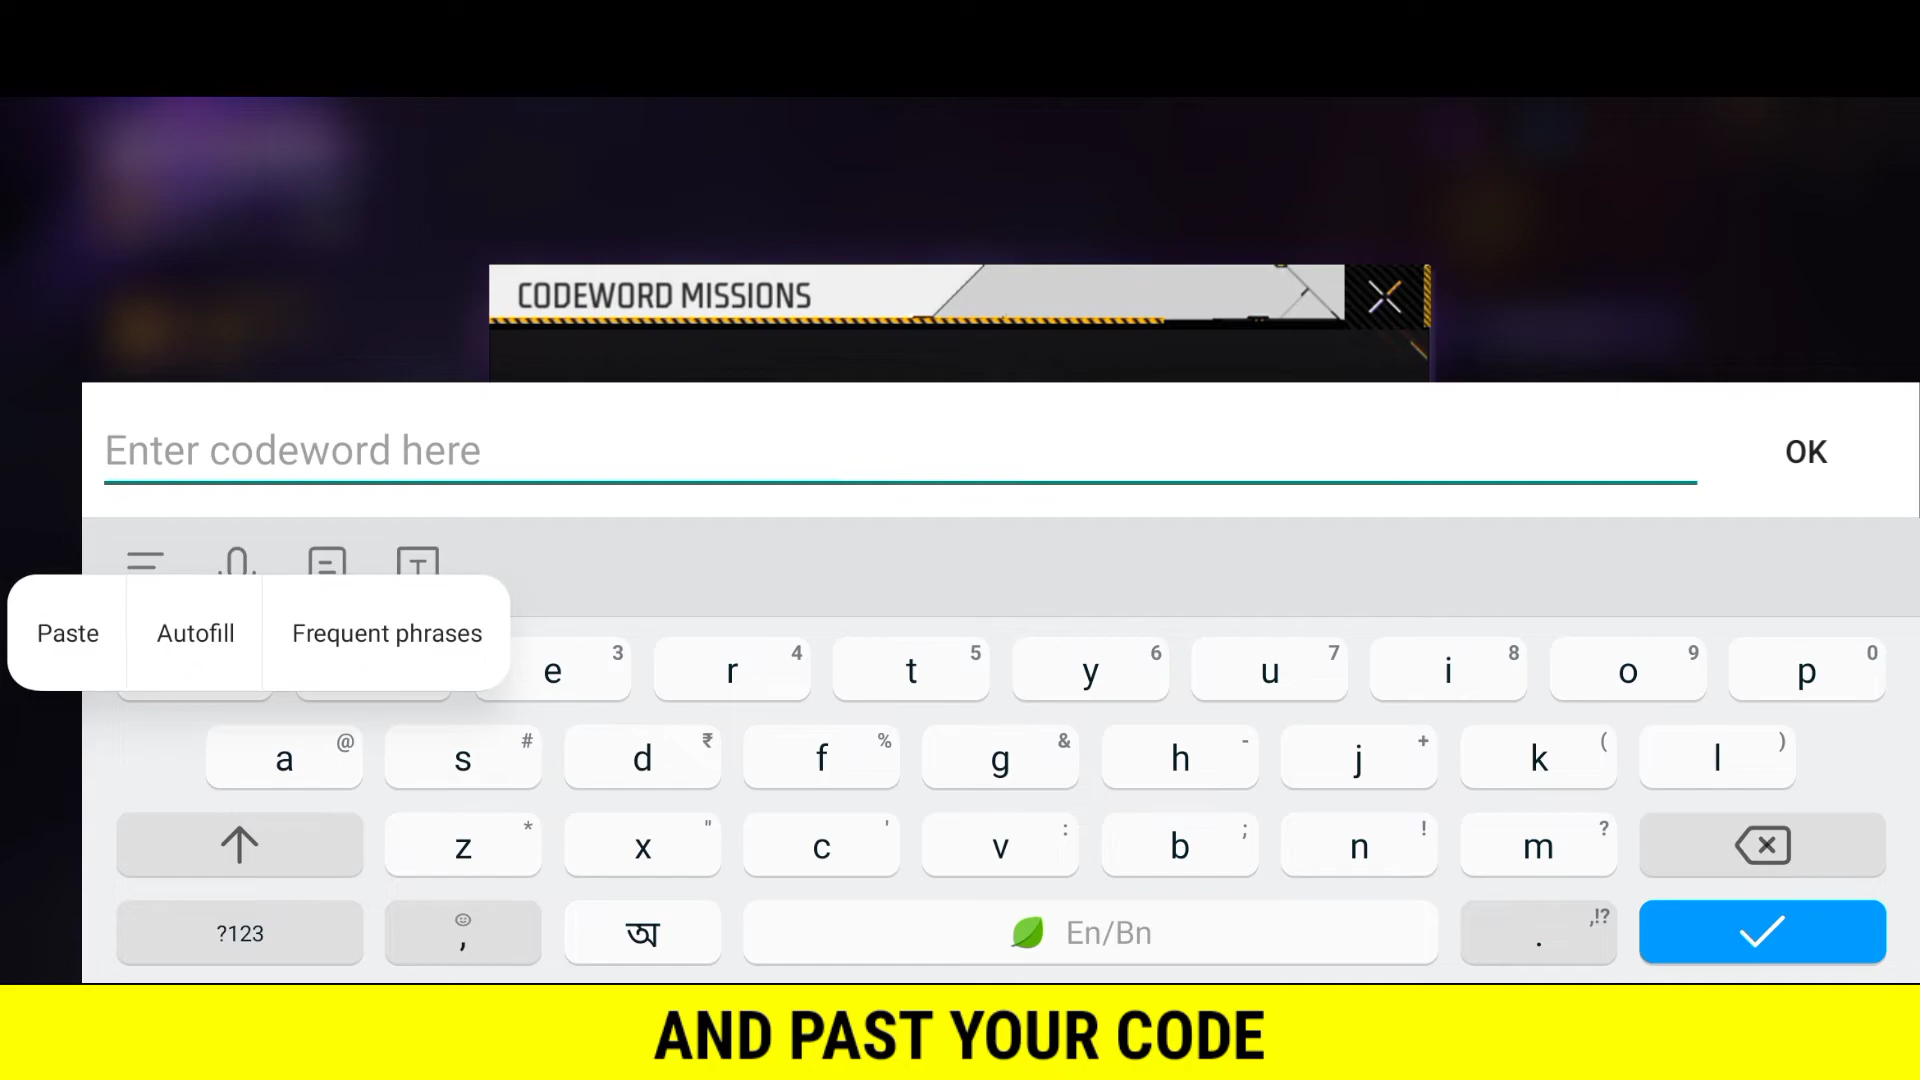 CODEWORD MISSIONS
Enter codeword here
OK
Paste
Autofill
Frequent phrases
e 3 r 4 t 5 y 6 u 7 i 8 o 9 p 0
a @ s # d ₹ f % g & h - j + k ( l )
z * x " c ' v : b ; n ! m ?
?123 , অ En/Bn . ,!?
AND PAST YOUR CODE